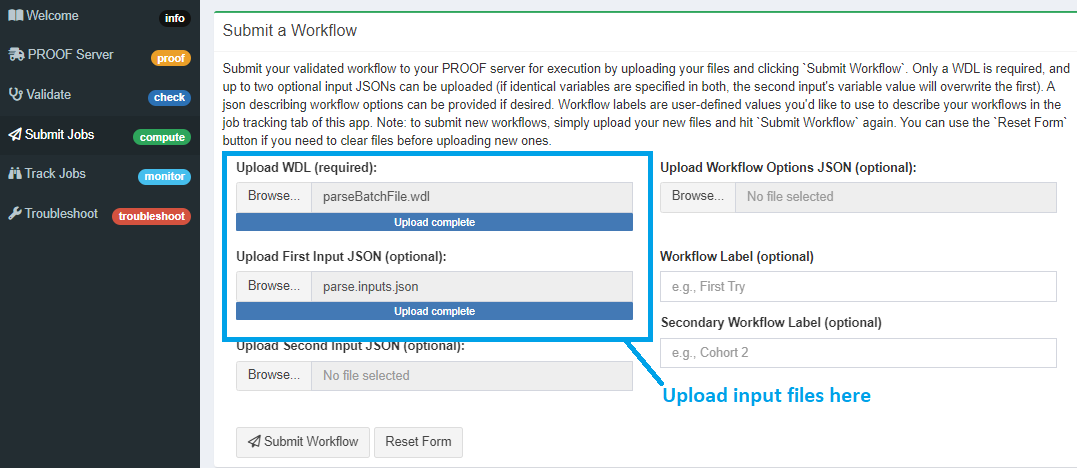 Welcome
info
PROOF Server
proof
Validate
check
Submit Jobs
compute
Track Jobs
monitor
Troubleshoot
troubleshoot
Submit a Workflow
Submit your validated workflow to your PROOF server for execution by uploading your files and clicking `Submit Workflow`. Only a WDL is required, and
up to two optional input JSONs can be uploaded (if identical variables are specified in both, the second input's variable value will overwrite the first). A
json describing workflow options can be provided if desired. Workflow labels are user-defined values you'd like to use to describe your workflows in the
job tracking tab of this app. Note: to submit new workflows, simply upload your new files and hit `Submit Workflow` again. You can use the `Reset Form`
button if you need to clear files before uploading new ones.
Upload WDL (required):
Browse... parseBatchFile.wdl
Upload complete
Upload First Input JSON (optional):
Browse... parse.inputs.json
Upload complete
Upload Second Input JSON (optional):
Browse... No file selected
Submit Workflow
Reset Form
Upload Workflow Options JSON (optional):
Browse... No file selected
Workflow Label (optional)
e.g., First Try
Secondary Workflow Label (optional)
e.g., Cohort 2
Upload input files here